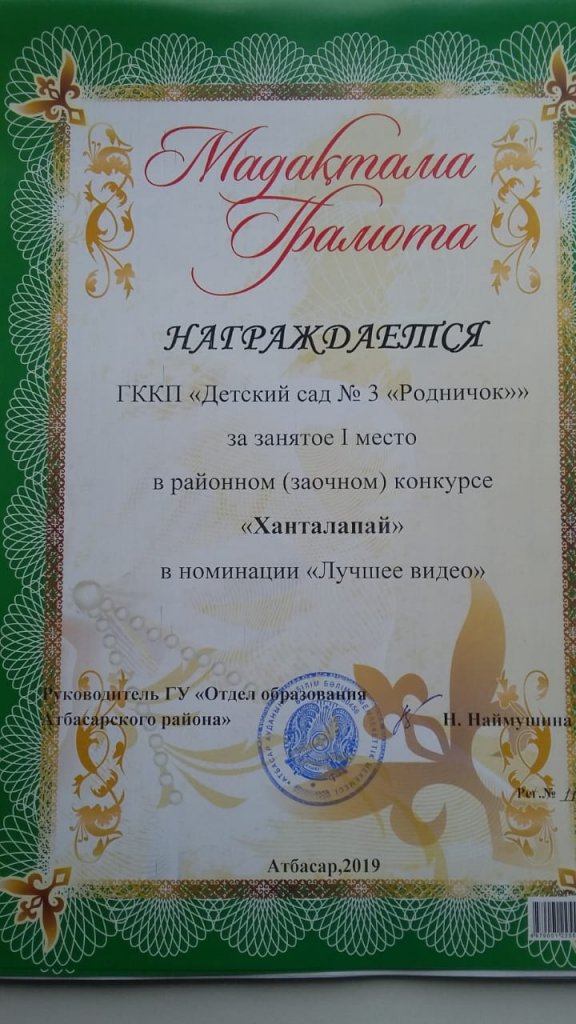 Мадақтама
Грамота
НАГРАЖДАЕТСЯ
ГККП «Детский сад № 3 «Родничок»»
за занятое I место
в районном (заочном) конкурсе
«Ханталапай»
в номинации «Лучшее видео»
Руководитель ГУ «Отдел образования
Атбасарского района»
Н. Наймушина
Рег.№ 11
Атбасар,2019